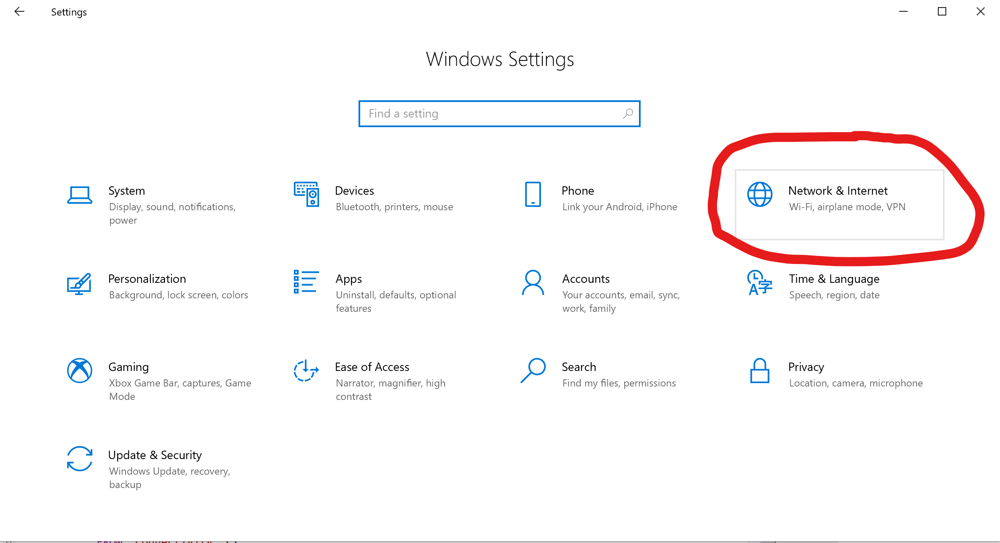 Settings
Windows Settings
Find a setting
System
Display, sound, notifications,
power
Devices
Bluetooth, printers, mouse
Phone
Link your Android, iPhone
Network & Internet
Wi-Fi, airplane mode, VPN
Personalization
Background, lock screen, colors
Apps
Uninstall, defaults, optional
features
Accounts
Your accounts, email, sync,
work, family
Time & Language
Speech, region, date
Gaming
Xbox Game Bar, captures, Game
Mode
Ease of Access
Narrator, magnifier, high
contrast
Search
Find my files, permissions
Privacy
Location, camera, microphone
Update & Security
Windows Update, recovery,
backup